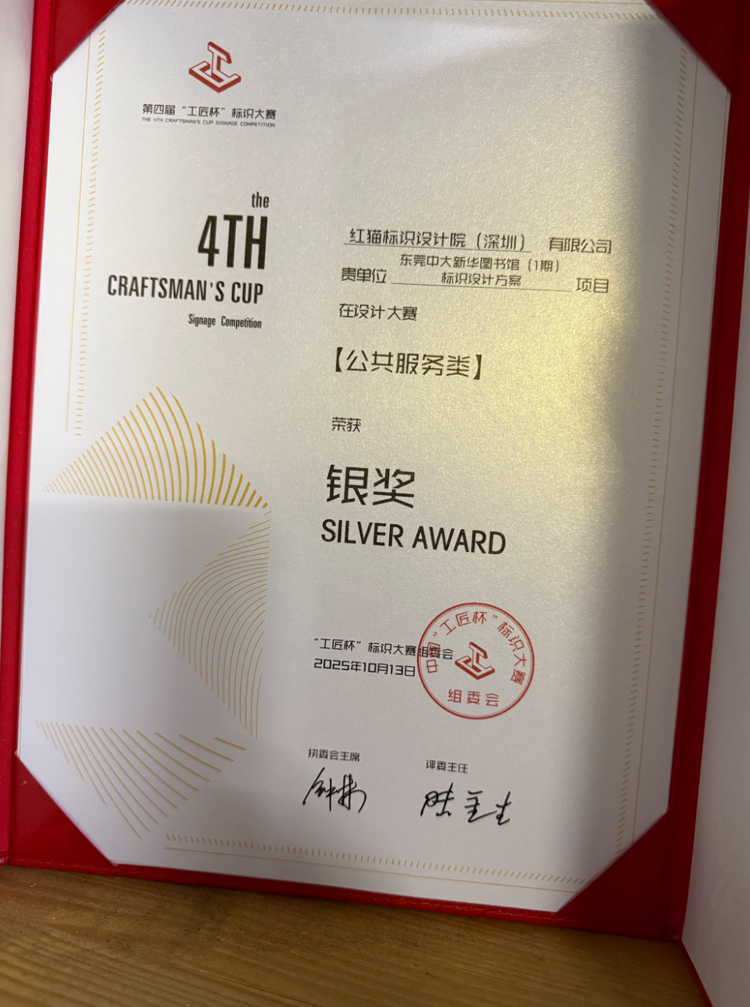 第四届“工匠杯”标识大赛
THE 4TH CRAFTSMAN'S CUP SIGNAGE COMPETITION
the
4TH
CRAFTSMAN'S CUP
Signage Competition
红猫标识设计院（深圳） 有限公司
东莞中大新华图书馆（1期）
贵单位 标识设计方案 项目
在设计大赛
【公共服务类】
荣获
银奖
SILVER AWARD
“工匠杯”标识大赛组委会
2025年10月13日
中国“工匠杯”标识大赛
组委会
执委会主席
评委主任